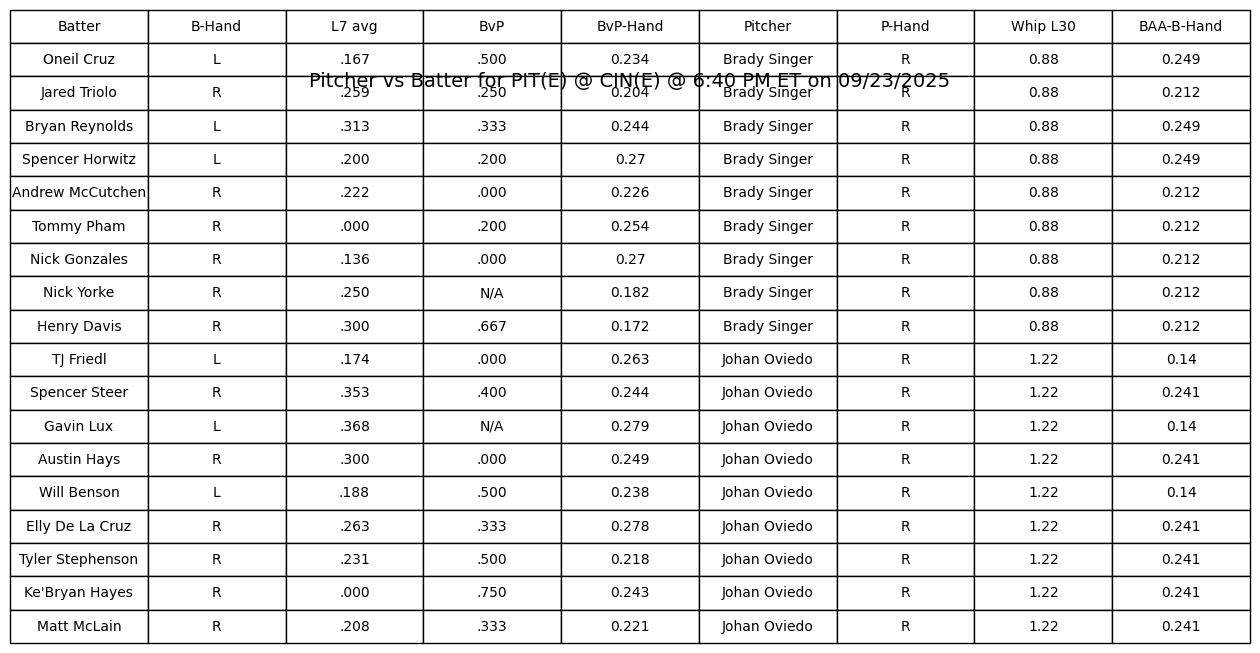 Batter B-Hand L7 avg BvP BvP-Hand Pitcher P-Hand Whip L30 BAA-B-Hand
Oneil Cruz L .167 .500 0.234 Brady Singer R 0.88 0.249
Pitcher vs Batter for PIT(E) @ CIN(E) @ 6:40 PM ET on 09/23/2025
Jared Triolo R .259 .250 0.204 Brady Singer R 0.88 0.212
Bryan Reynolds L .313 .333 0.244 Brady Singer R 0.88 0.249
Spencer Horwitz L .200 .200 0.27 Brady Singer R 0.88 0.249
Andrew McCutchen R .222 .000 0.226 Brady Singer R 0.88 0.212
Tommy Pham R .000 .200 0.254 Brady Singer R 0.88 0.212
Nick Gonzales R .136 .000 0.27 Brady Singer R 0.88 0.212
Nick Yorke R .250 N/A 0.182 Brady Singer R 0.88 0.212
Henry Davis R .300 .667 0.172 Brady Singer R 0.88 0.212
TJ Friedl L .174 .000 0.263 Johan Oviedo R 1.22 0.14
Spencer Steer R .353 .400 0.244 Johan Oviedo R 1.22 0.241
Gavin Lux L .368 N/A 0.279 Johan Oviedo R 1.22 0.14
Austin Hays R .300 .000 0.249 Johan Oviedo R 1.22 0.241
Will Benson L .188 .500 0.238 Johan Oviedo R 1.22 0.14
Elly De La Cruz R .263 .333 0.278 Johan Oviedo R 1.22 0.241
Tyler Stephenson R .231 .500 0.218 Johan Oviedo R 1.22 0.241
Ke'Bryan Hayes R .000 .750 0.243 Johan Oviedo R 1.22 0.241
Matt McLain R .208 .333 0.221 Johan Oviedo R 1.22 0.241